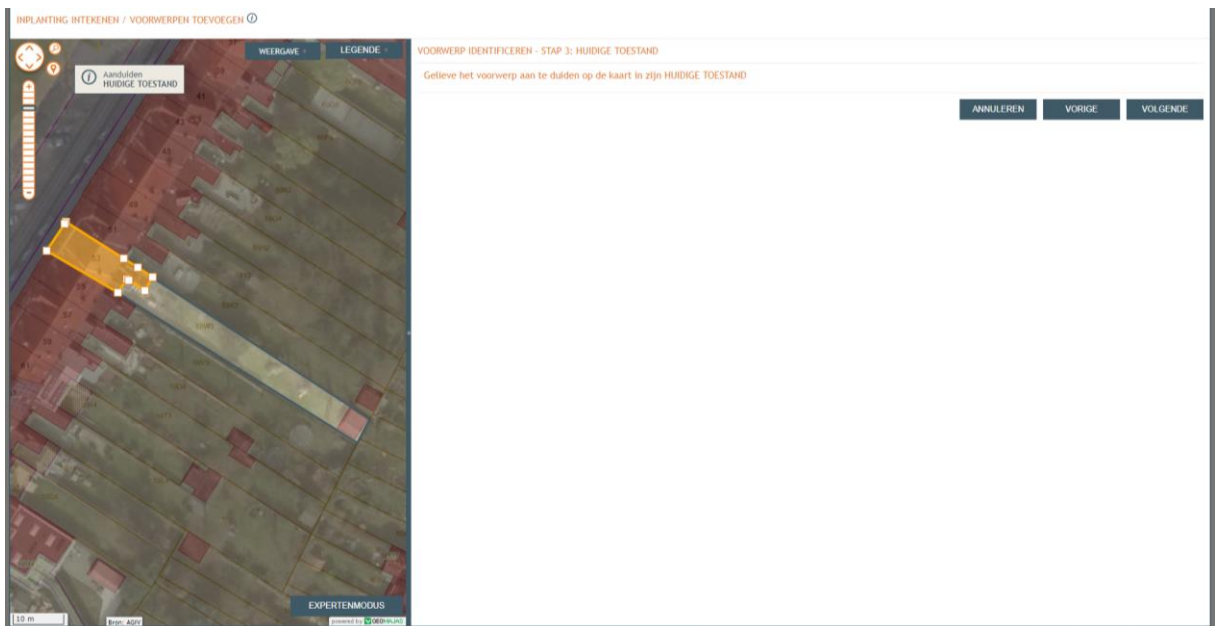 INPLANTING INTEKENEN / VOORWERPEN TOEVOEGEN
WEERGAVE
LEGENDE
Aanduiden
HUIDIGE TOESTAND
VOORWERP IDENTIFICEREN - STAP 3: HUIDIGE TOESTAND
Gelieve het voorwerp aan te duiden op de kaart in zijn HUIDIGE TOESTAND
ANNULEREN
VORIGE
VOLGENDE
EXPERTENMODUS
10 m
Bron: AGIV
powered by GEOMAJAS